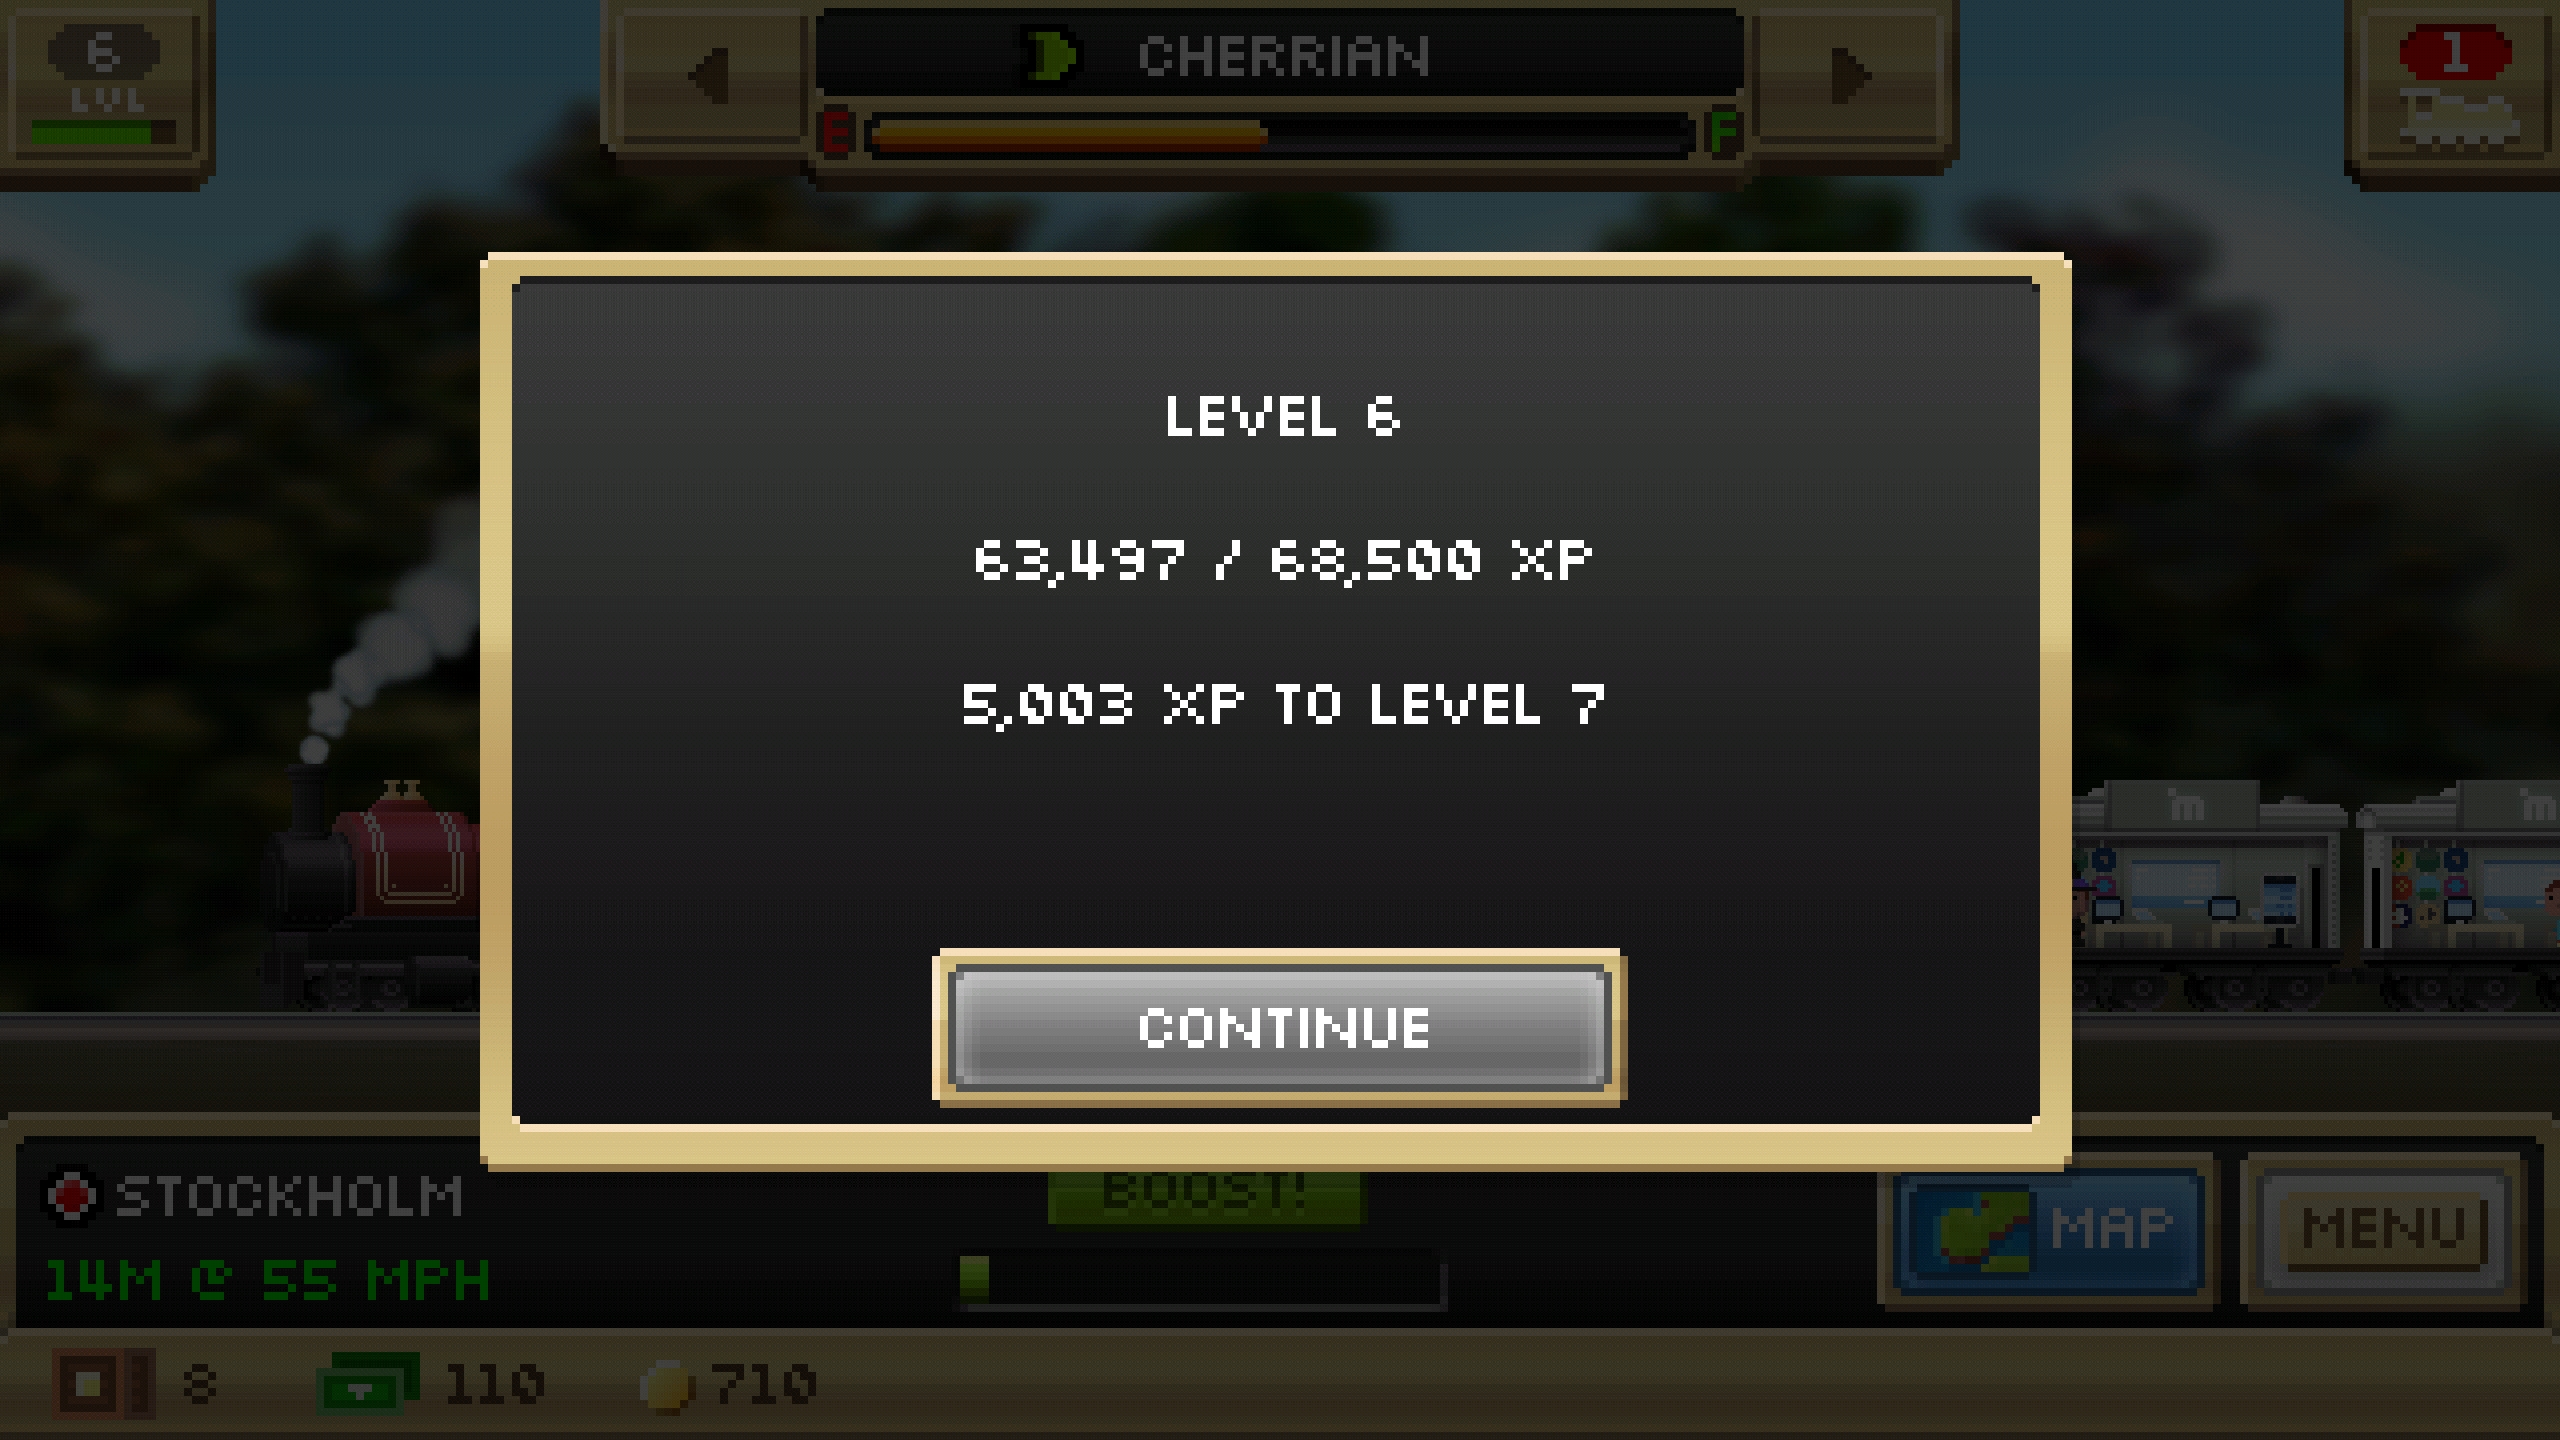 6
LVL
CHERRIAN
E F
1
LEVEL 6
63,497 / 68,500 XP
5,003 XP TO LEVEL 7
CONTINUE
BOOST!
STOCKHOLM
14M @ 55 MPH
MAP
MENU
8 110 710